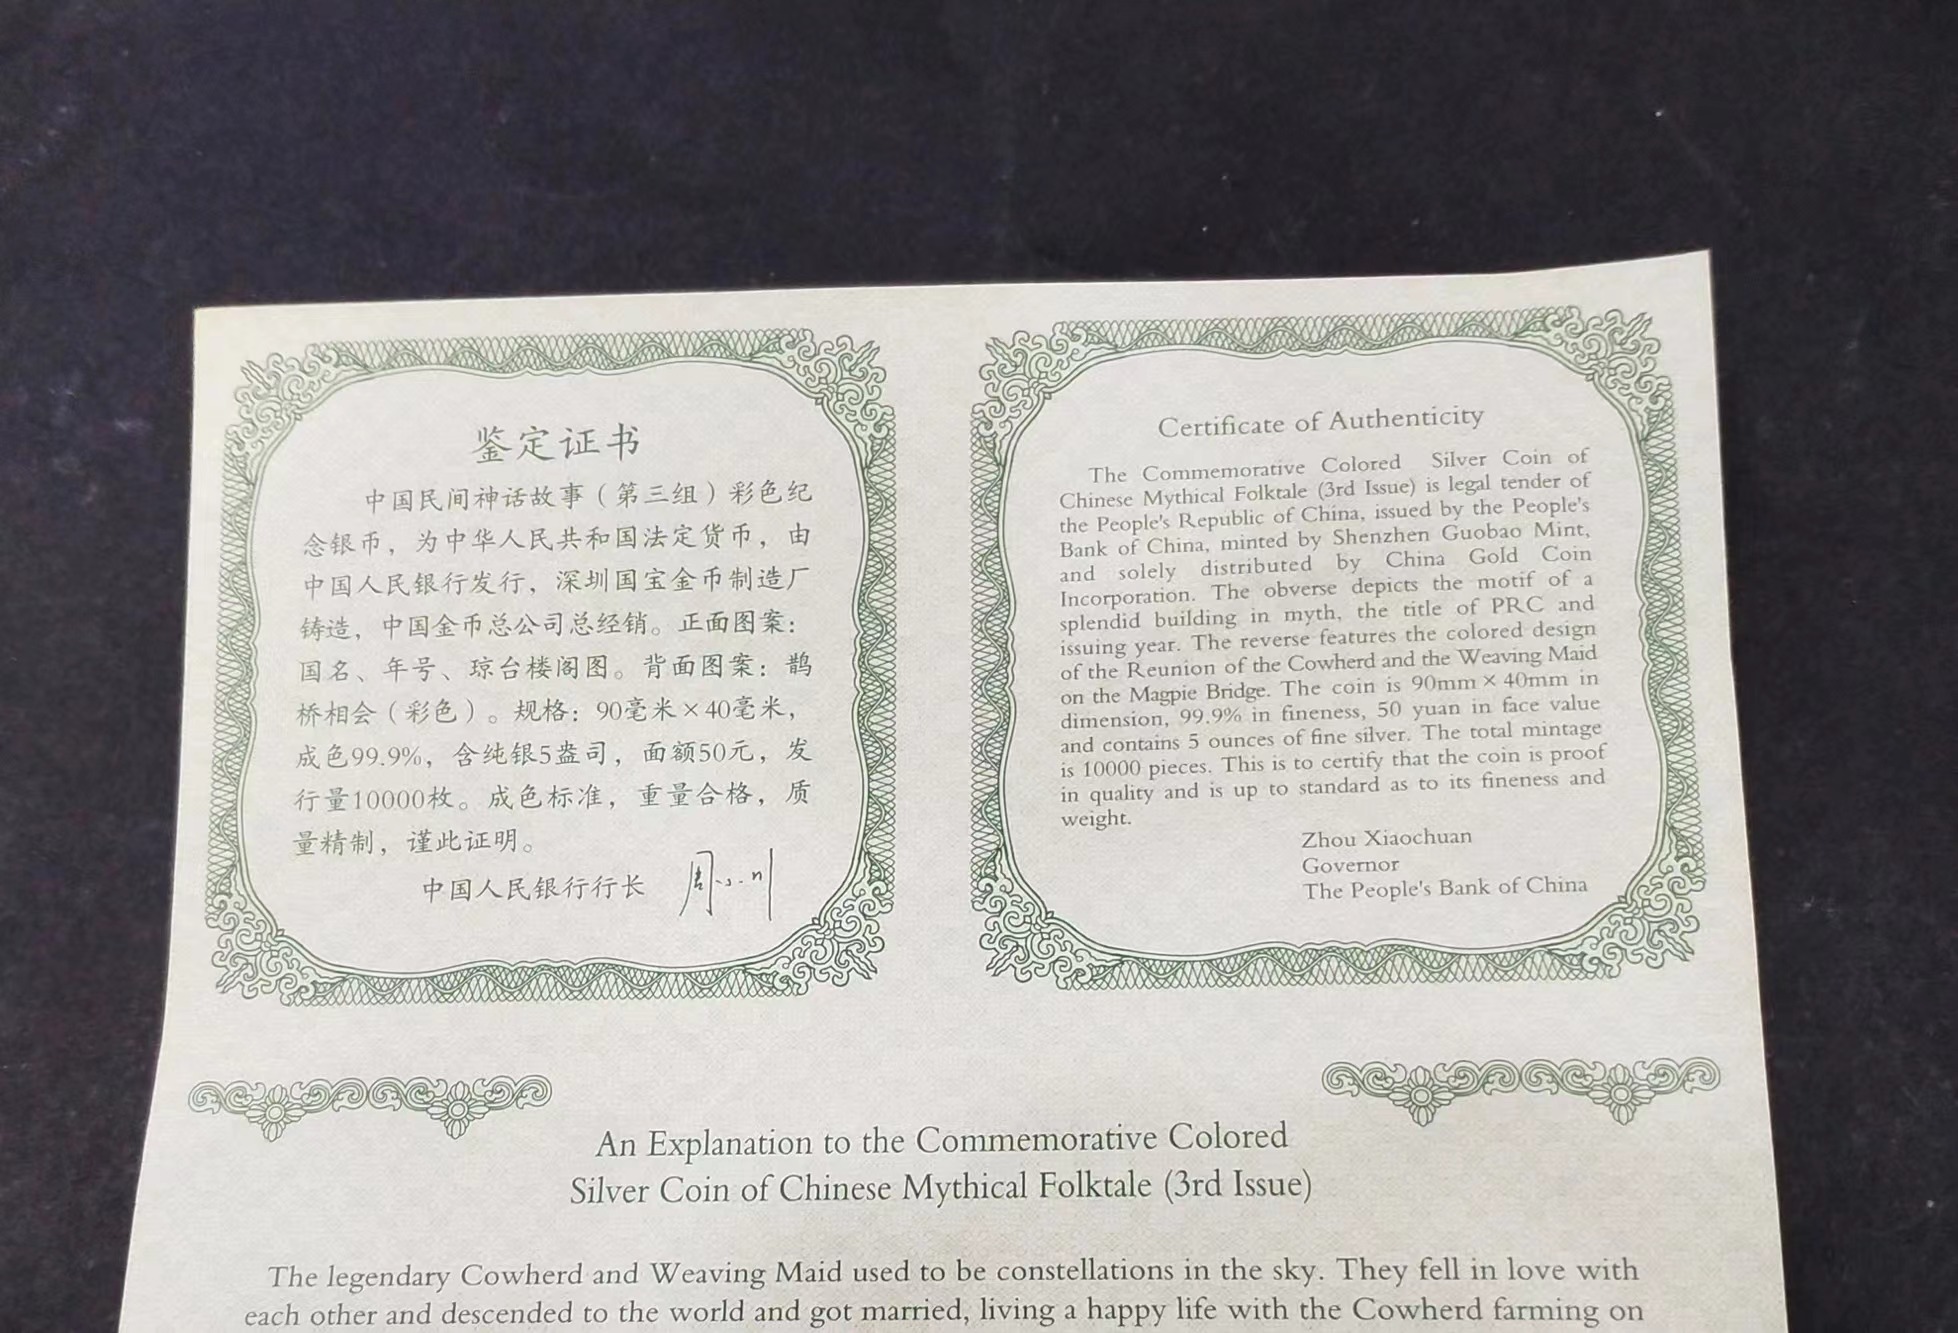 鉴定证书
中国民间神话故事（第三组）彩色纪
念银币，为中华人民共和国法定货币，由
中国人民银行发行，深圳国宝金币制造厂
铸造，中国金币总公司总经销。正面图案：
国名、年号、琼台楼阁图。背面图案：鹊
桥相会（彩色）。规格：90毫米×40毫米，
成色99.9%，含纯银5盎司，面额50元，发
行量10000枚。成色标准，重量合格，质
量精制，谨此证明。
中国人民银行行长 周小川
Certificate of Authenticity
The Commemorative Colored Silver Coin of
Chinese Mythical Folktale (3rd Issue) is legal tender of
the People's Republic of China, issued by the People's
Bank of China, minted by Shenzhen Guobao Mint,
and solely distributed by China Gold Coin
Incorporation. The obverse depicts the motif of a
splendid building in myth, the title of PRC and
issuing year. The reverse features the colored design
of the Reunion of the Cowherd and the Weaving Maid
on the Magpie Bridge. The coin is 90mm×40mm in
dimension, 99.9% in fineness, 50 yuan in face value
and contains 5 ounces of fine silver. The total mintage
is 10000 pieces. This is to certify that the coin is proof
in quality and is up to standard as to its fineness and
weight.
Zhou Xiaochuan
Governor
The People's Bank of China
An Explanation to the Commemorative Colored
Silver Coin of Chinese Mythical Folktale (3rd Issue)
The legendary Cowherd and Weaving Maid used to be constellations in the sky. They fell in love with
each other and descended to the world and got married, living a happy life with the Cowherd farming on